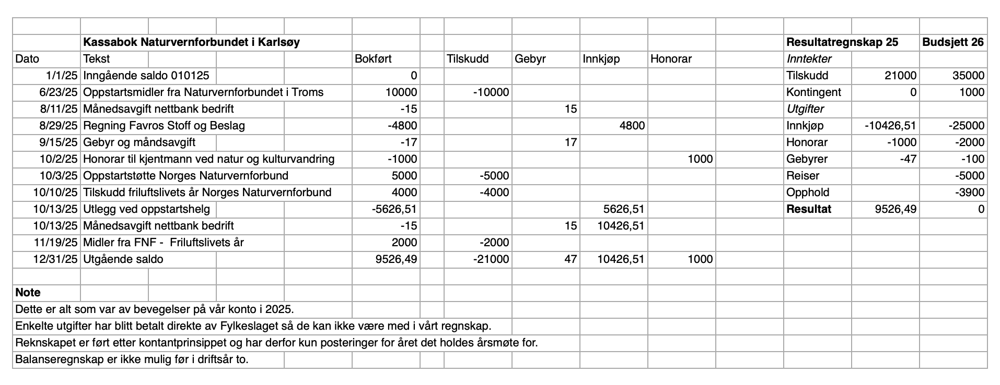 Kassabok Naturvernforbundet i Karlsøy Resultatregnskap 25 Budsjett 26
Dato Tekst Bokført Tilskudd Gebyr Innkjøp Honorar Inntekter
1/1/25 Inngående saldo 010125 0 Tilskudd 21000 35000
6/23/25 Oppstartsmidler fra Naturvernforbundet i Troms 10000 -10000 Kontingent 0 1000
8/11/25 Månedsavgift nettbank bedrift -15 15 Utgifter
8/29/25 Regning Favros Stoff og Beslag -4800 4800 Innkjøp -10426,51 -25000
9/15/25 Gebyr og måndsavgift -17 17 Honorar -1000 -2000
10/2/25 Honorar til kjentmann ved natur og kulturvandring -1000 1000 Gebyrer -47 -100
10/3/25 Oppstartstøtte Norges Naturvernforbund 5000 -5000 Reiser -5000
10/10/25 Tilskudd friluftslivets år Norges Naturvernforbund 4000 -4000 Opphold -3900
10/13/25 Utlegg ved oppstartshelg -5626,51 5626,51 Resultat 9526,49 0
10/13/25 Månedsavgift nettbank bedrift -15 15 10426,51
11/19/25 Midler fra FNF - Friluftslivets år 2000 -2000
12/31/25 Utgående saldo 9526,49 -21000 47 10426,51 1000
Note
Dette er alt som var av bevegelser på vår konto i 2025.
Enkelte utgifter har blitt betalt direkte av Fylkeslaget så de kan ikke være med i vårt regnskap.
Reknskapet er ført etter kontantprinsippet og har derfor kun posteringer for året det holdes årsmøte for.
Balanseregnskap er ikke mulig før i driftsår to.